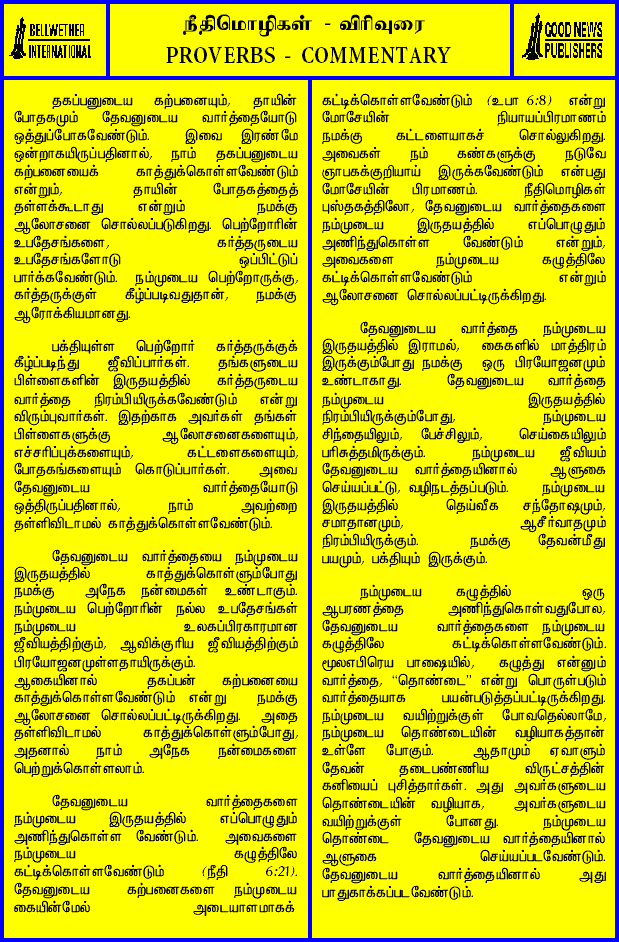 BELLWETHER
INTERNATIONAL
நீதிமொழிகள் - விரிவுரை
PROVERBS - COMMENTARY
GOOD NEWS
PUBLISHERS
தகப்பனுடைய கற்பனையும், தாயின்
போதகமும் தேவனுடைய வார்த்தையோடு
ஒத்துப்போகவேண்டும். இவை இரண்மே
ஒன்றாகயிருப்பதினால், நாம் தகப்பனுடைய
கற்பனையைக் காத்துக்கொள்ளவேண்டும்
என்றும், தாயின் போதகத்தைத்
தள்ளக்கூடாது என்றும் நமக்கு
ஆலோசனை சொல்லப்படுகிறது. பெற்றோரின்
உபதேசங்களை, கர்த்தருடைய
உபதேசங்களோடு ஒப்பிட்டுப்
பார்க்கவேண்டும். நம்முடைய பெற்றோருக்கு,
கர்த்தருக்குள் கீழ்ப்படிவதுதான், நமக்கு
ஆரோக்கியமானது.
பக்தியுள்ள பெற்றோர் கர்த்தருக்குக்
கீழ்ப்படிந்து ஜீவிப்பார்கள். தங்களுடைய
பிள்ளைகளின் இருதயத்தில் கர்த்தருடைய
வார்த்தை நிரம்பியிருக்கவேண்டும் என்று
விரும்புவார்கள். இதற்காக அவர்கள் தங்கள்
பிள்ளைகளுக்கு ஆலோசனைகளையும்,
எச்சரிப்புக்களையும், கட்டளைகளையும்,
போதகங்களையும் கொடுப்பார்கள். அவை
தேவனுடைய வார்த்தையோடு
ஒத்திருப்பதினால், நாம் அவற்றை
தள்ளிவிடாமல் காத்துக்கொள்ளவேண்டும்.
தேவனுடைய வார்த்தையை நம்முடைய
இருதயத்தில் காத்துக்கொள்ளும்போது
நமக்கு அநேக நன்மைகள் உண்டாகும்.
நம்முடைய பெற்றோரின் நல்ல உபதேசங்கள்
நம்முடைய உலகப்பிரகாரமான
ஜீவியத்திற்கும், ஆவிக்குரிய ஜீவியத்திற்கும்
பிரயோஜனமுள்ளதாயிருக்கும்.
ஆகையினால் தகப்பன் கற்பனையை
காத்துக்கொள்ளவேண்டும் என்று நமக்கு
ஆலோசனை சொல்லப்பட்டிருக்கிறது. அதை
தள்ளிவிடாமல் காத்துக்கொள்ளும்போது,
அதனால் நாம் அநேக நன்மைகளை
பெற்றுக்கொள்ளலாம்.
தேவனுடைய வார்த்தைகளை
நம்முடைய இருதயத்தில் எப்பொழுதும்
அணிந்துகொள்ள வேண்டும். அவைகளை
நம்முடைய கழுத்திலே
கட்டிக்கொள்ளவேண்டும் (நீதி 6:21).
தேவனுடைய கற்பனைகளை நம்முடைய
கையின்மேல் அடையாளமாகக்
கட்டிக்கொள்ளவேண்டும் (உபா 6:8) என்று
மோசேயின் நியாயப்பிரமாணம்
நமக்கு கட்டளையாகச் சொல்லுகிறது.
அவைகள் நம் கண்களுக்கு நடுவே
ஞாபகக்குறியாய் இருக்கவேண்டும் என்பது
மோசேயின் பிரமாணம். நீதிமொழிகள்
புஸ்தகத்திலோ, தேவனுடைய வார்த்தைகளை
நம்முடைய இருதயத்தில் எப்பொழுதும்
அணிந்துகொள்ள வேண்டும் என்றும்,
அவைகளை நம்முடைய கழுத்திலே
கட்டிக்கொள்ளவேண்டும் என்றும்
ஆலோசனை சொல்லப்பட்டிருக்கிறது.
தேவனுடைய வார்த்தை நம்முடைய
இருதயத்தில் இராமல், கைகளில் மாத்திரம்
இருக்கும்போது நமக்கு ஒரு பிரயோஜனமும்
உண்டாகாது. தேவனுடைய வார்த்தை
நம்முடைய இருதயத்தில்
நிரம்பியிருக்கும்போது, நம்முடைய
சிந்தையிலும், பேச்சிலும், செய்கையிலும்
பரிசுத்தமிருக்கும். நம்முடைய ஜீவியம்
தேவனுடைய வார்த்தையினால் ஆளுகை
செய்யப்பட்டு, வழிநடத்தப்படும். நம்முடைய
இருதயத்தில் தெய்வீக சந்தோஷமும்,
சமாதானமும், ஆசீர்வாதமும்
நிரம்பியிருக்கும். நமக்கு தேவன்மீது
பயமும், பக்தியும் இருக்கும்.
நம்முடைய கழுத்தில் ஒரு
ஆபரணத்தை அணிந்துகொள்வதுபோல,
தேவனுடைய வார்த்தைகளை நம்முடைய
கழுத்திலே கட்டிக்கொள்ளவேண்டும்.
மூலஎபிரெய பாஷையில், கழுத்து என்னும்
வார்த்தை, “தொண்டை” என்று பொருள்படும்
வார்த்தையாக பயன்படுத்தப்பட்டிருக்கிறது.
நம்முடைய வயிற்றுக்குள் போவதெல்லாமே,
நம்முடைய தொண்டையின் வழியாகத்தான்
உள்ளே போகும். ஆதாமும் ஏவாளும்
தேவன் தடைபண்ணிய விருட்சத்தின்
கனியைப் புசித்தார்கள். அது அவர்களுடைய
தொண்டையின் வழியாக, அவர்களுடைய
வயிற்றுக்குள் போனது. நம்முடைய
தொண்டை தேவனுடைய வார்த்தையினால்
ஆளுகை செய்யப்படவேண்டும்.
தேவனுடைய வார்த்தையினால் அது
பாதுகாக்கப்படவேண்டும்.